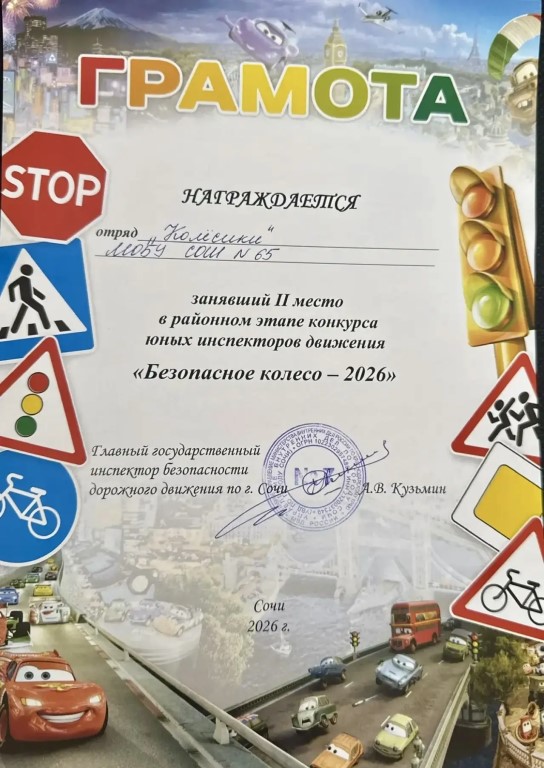 ГРАМОТА
STOP
НАГРАЖДАЕТСЯ
отряд „Колёсики"
МОБУ СОШ N 65
занявший II место
в районном этапе конкурса
юных инспекторов движения
«Безопасное колесо – 2026»
Главный государственный
инспектор безопасности
дорожного движения по г. Сочи А.В. Кузьмин
Сочи
2026 г.